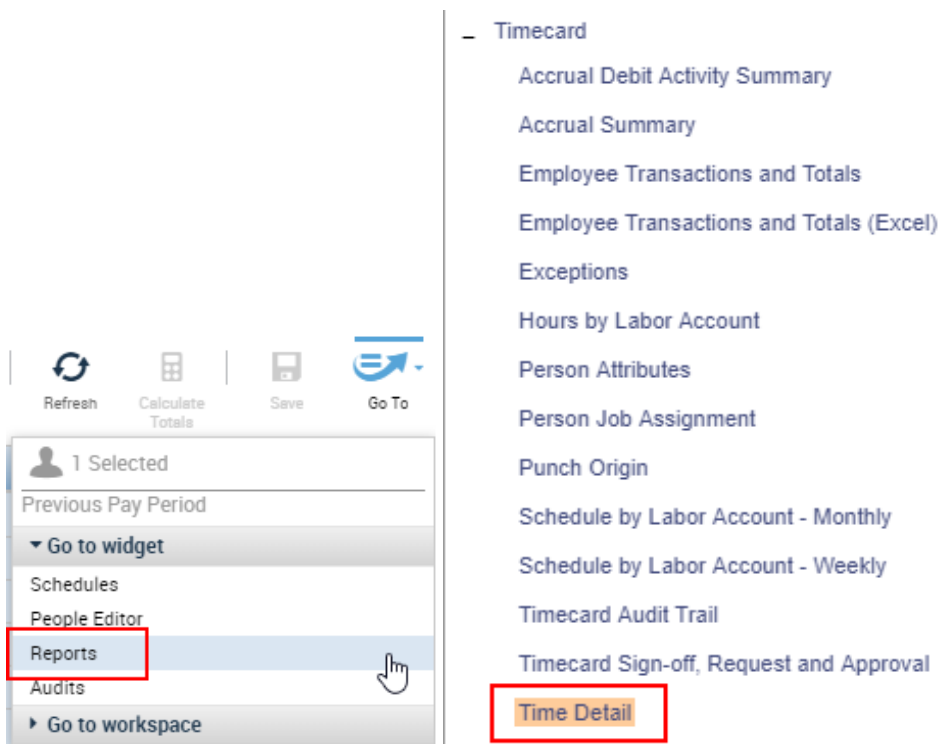 Refresh
Calculate
Totals
Save
Go To
1 Selected
Previous Pay Period
Go to widget
Schedules
People Editor
Reports
Audits
Go to workspace
Timecard
Accrual Debit Activity Summary
Accrual Summary
Employee Transactions and Totals
Employee Transactions and Totals (Excel)
Exceptions
Hours by Labor Account
Person Attributes
Person Job Assignment
Punch Origin
Schedule by Labor Account - Monthly
Schedule by Labor Account - Weekly
Timecard Audit Trail
Timecard Sign-off, Request and Approval
Time Detail